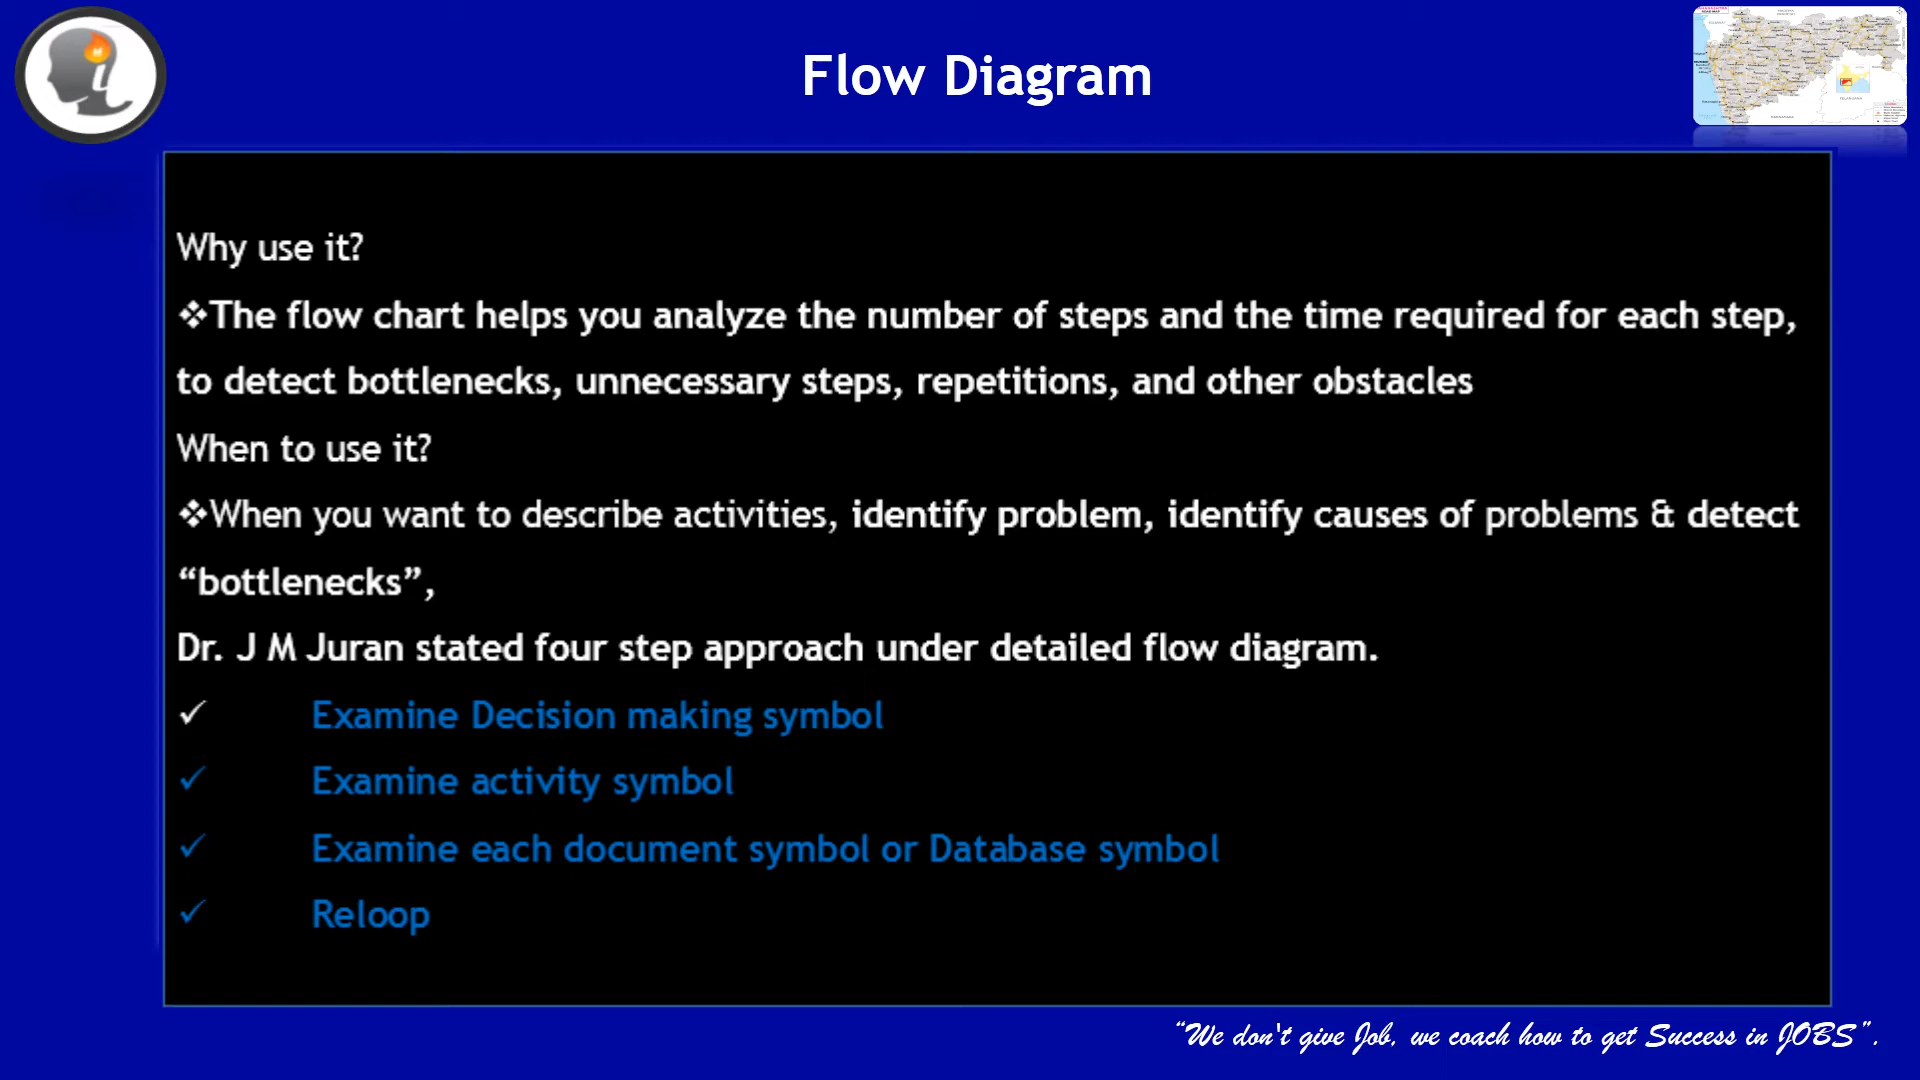 Flow Diagram
Why use it?
❖The flow chart helps you analyze the number of steps and the time required for each step,
to detect bottlenecks, unnecessary steps, repetitions, and other obstacles
When to use it?
❖When you want to describe activities, identify problem, identify causes of problems & detect
“bottlenecks”,
Dr. J M Juran stated four step approach under detailed flow diagram.
✓ Examine Decision making symbol
✓ Examine activity symbol
✓ Examine each document symbol or Database symbol
✓ Reloop
“We don't give Job, we coach how to get Success in JOBS”.